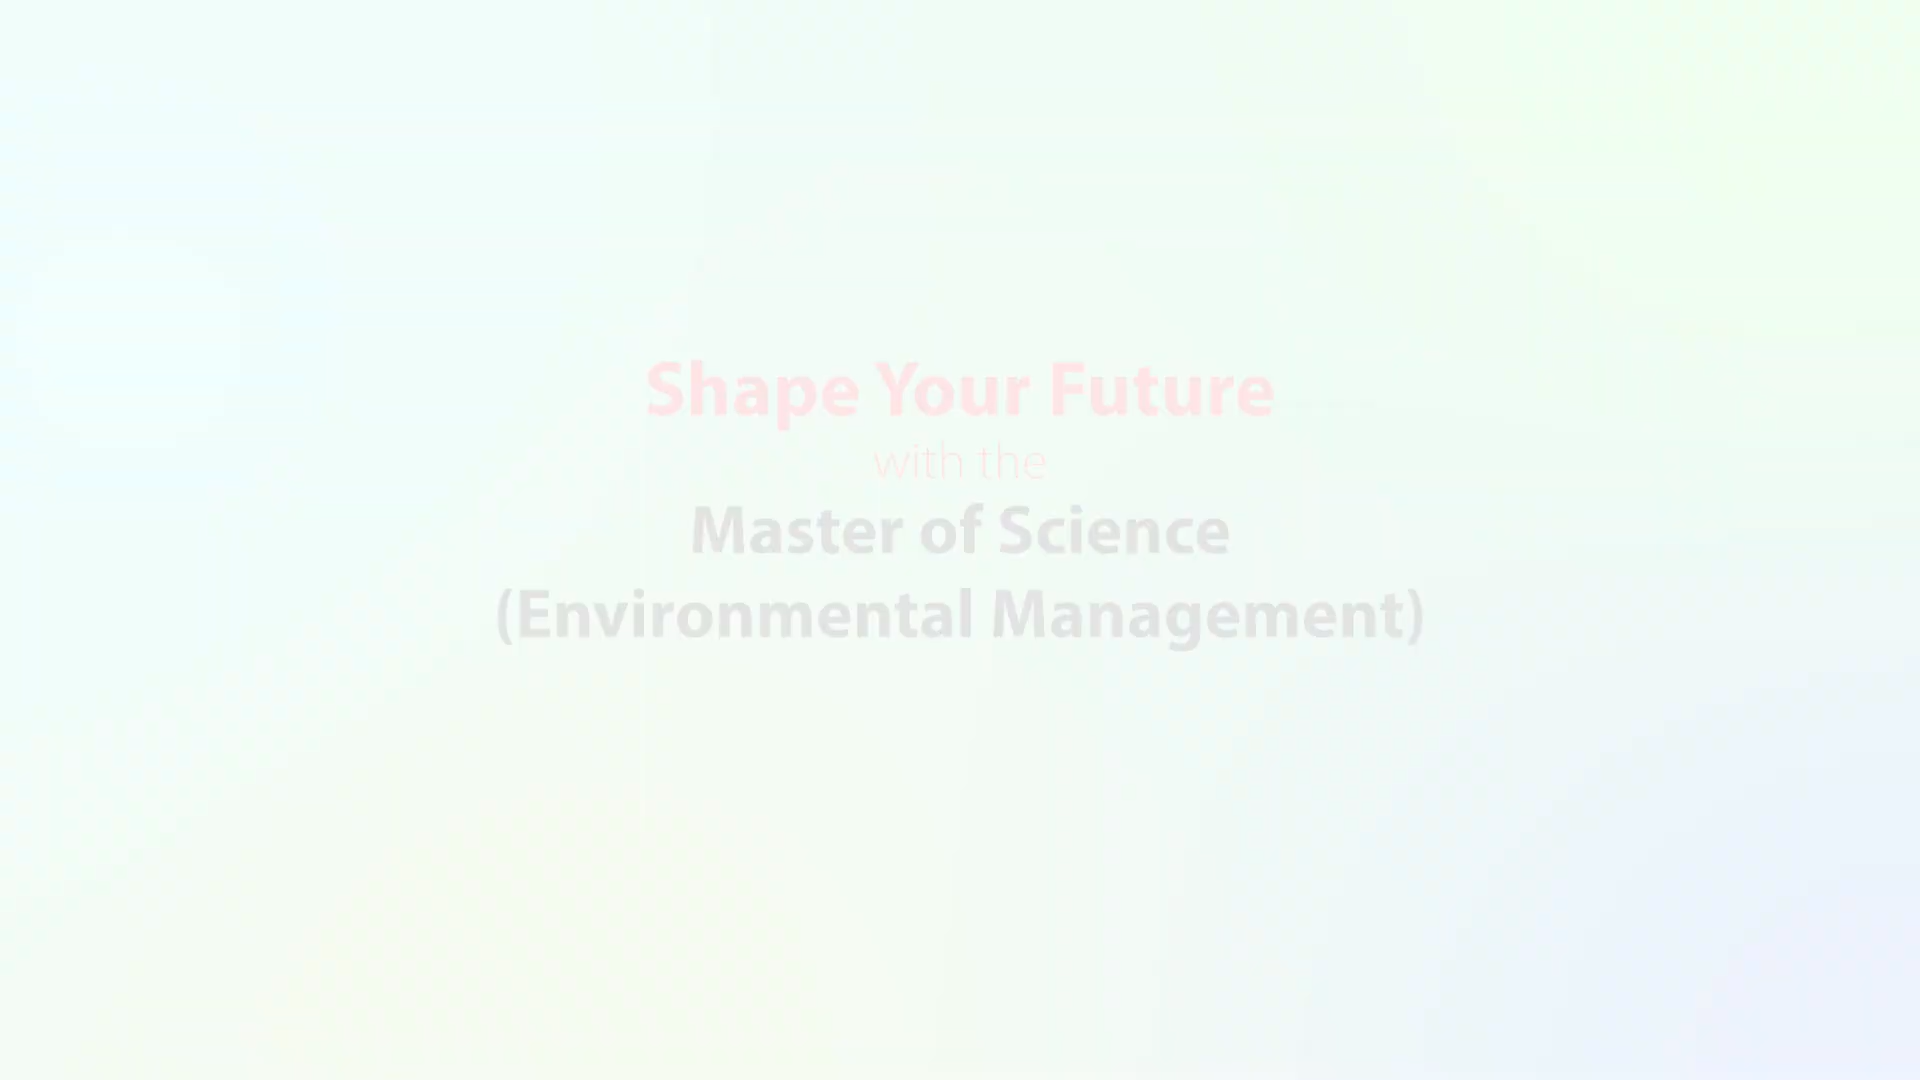 Shape Your Future
with the
Master of Science
(Environmental Management)